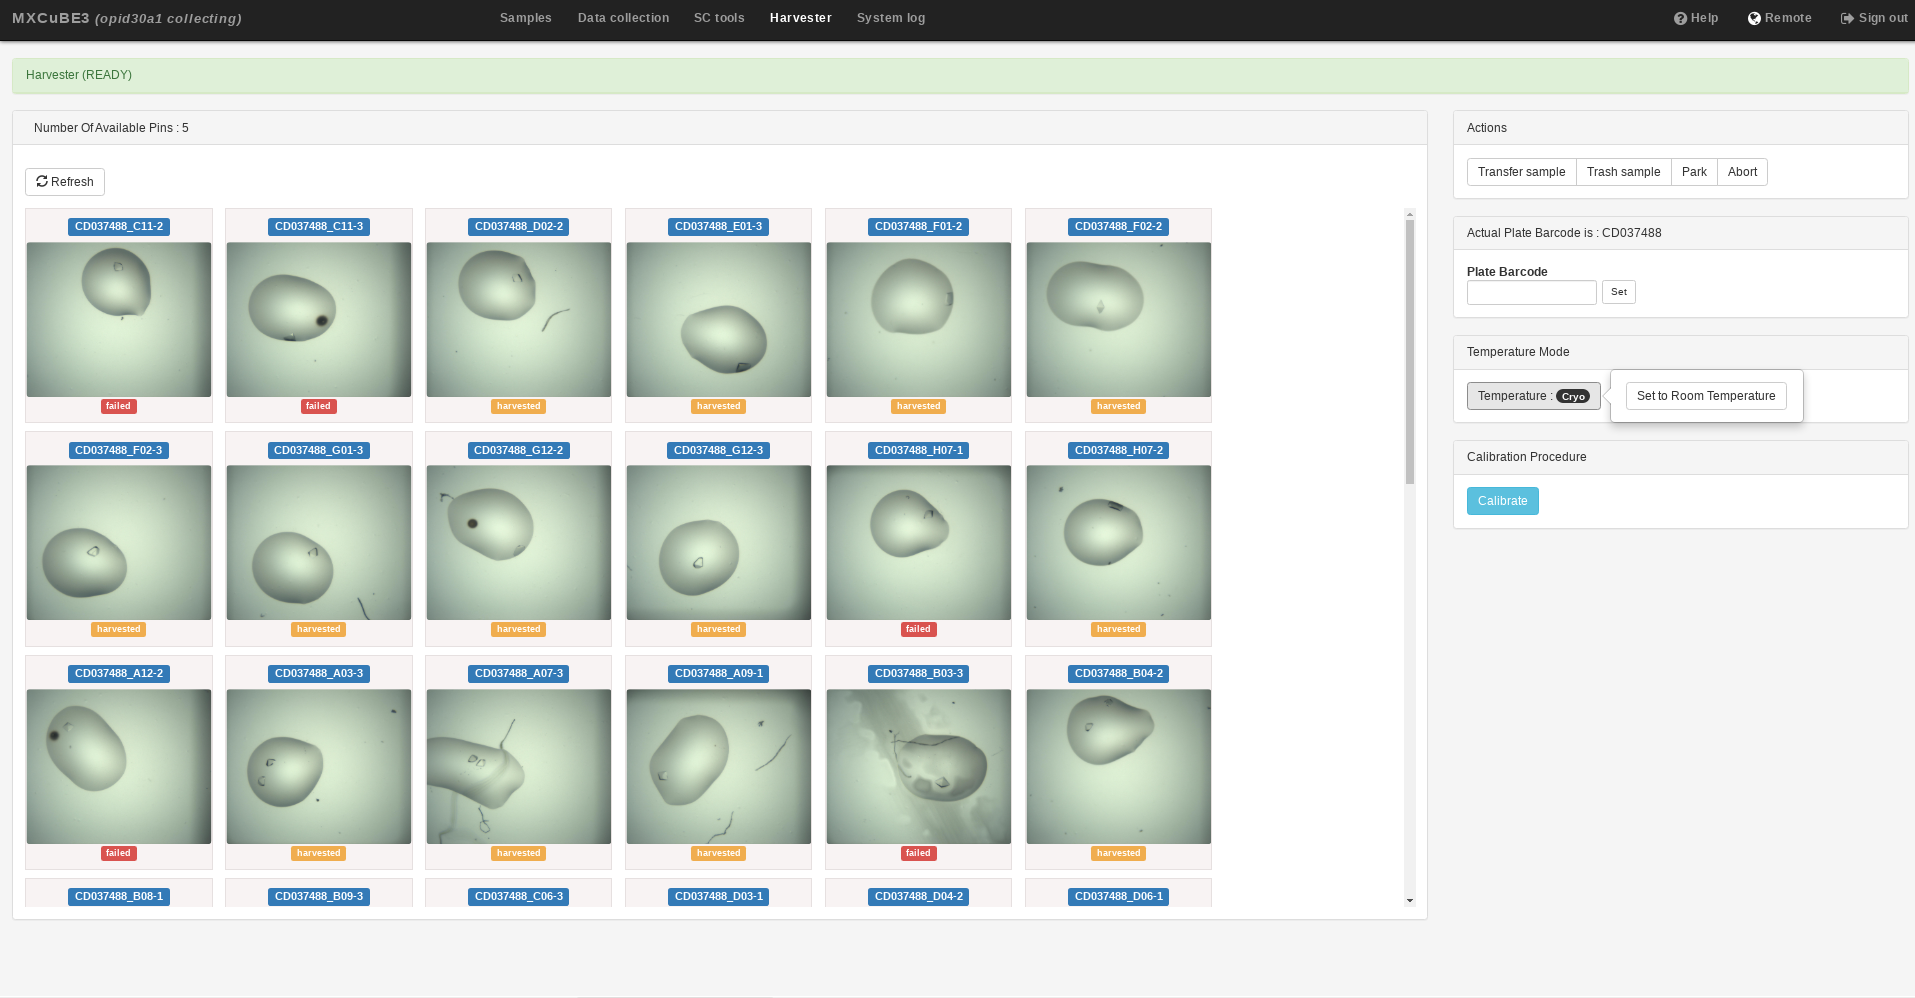 MXCuBE3 (opid30a1 collecting) Samples Data collection SC tools Harvester System log Help Remote Sign out
Harvester (READY)
Number Of Available Pins : 5
Refresh
CD037488_C11-2 CD037488_C11-3 CD037488_D02-2 CD037488_E01-3 CD037488_F01-2 CD037488_F02-2
failed failed harvested harvested harvested harvested
CD037488_F02-3 CD037488_G01-3 CD037488_G12-2 CD037488_G12-3 CD037488_H07-1 CD037488_H07-2
harvested harvested harvested harvested failed harvested
CD037488_A12-2 CD037488_A03-3 CD037488_A07-3 CD037488_A09-1 CD037488_B03-3 CD037488_B04-2
failed harvested harvested harvested failed harvested
CD037488_B08-1 CD037488_B09-3 CD037488_C06-3 CD037488_D03-1 CD037488_D04-2 CD037488_D06-1
Actions
Transfer sample Trash sample Park Abort
Actual Plate Barcode is : CD037488
Plate Barcode
Set
Temperature Mode
Temperature : Cryo Set to Room Temperature
Calibration Procedure
Calibrate